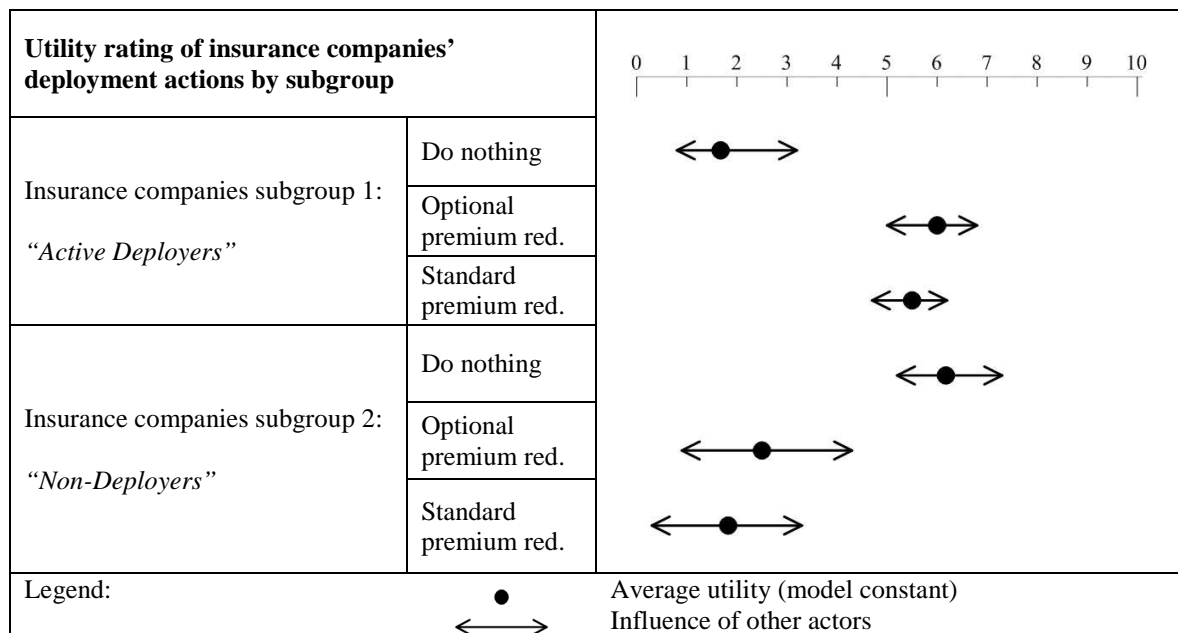 Utility rating of insurance companies’
deployment actions by subgroup
0 1 2 3 4 5 6 7 8 9 10
Insurance companies subgroup 1:
“Active Deployers”
Do nothing
Optional
premium red.
Standard
premium red.
Insurance companies subgroup 2:
“Non-Deployers”
Do nothing
Optional
premium red.
Standard
premium red.
Legend:
Average utility (model constant)
Influence of other actors